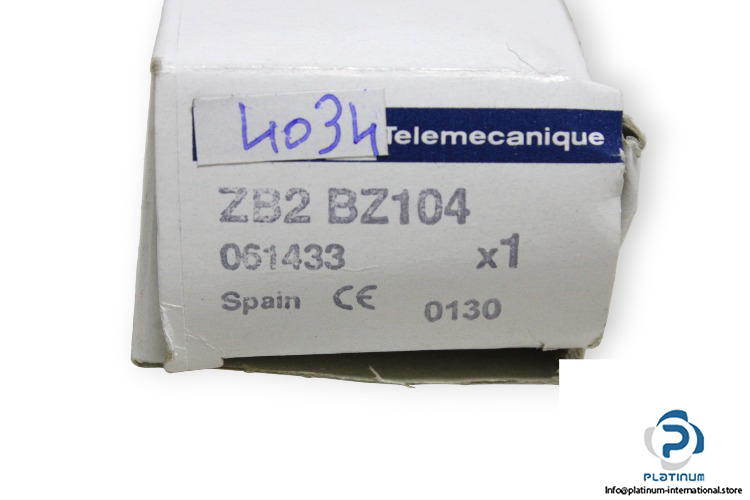 4034
Telemecanique
ZB2 BZ104
061433 x1
Spain CE 0130
PLATINUM
Info@platinum-international.store